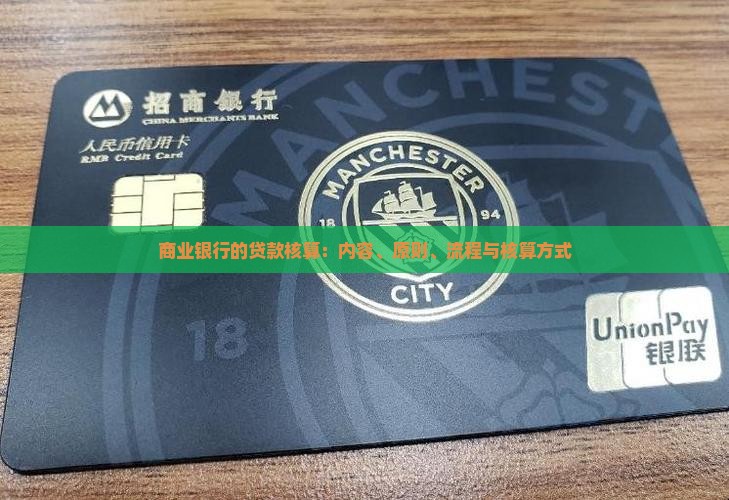 招商银行
CHINA MERCHANTS BANK
人民币信用卡
RMB Credit Card
MANCHESTER
MANCHESTER
18 94
商业银行的贷款核算：内容、原则、流程与核算方式
CITY
18
UnionPay
银联